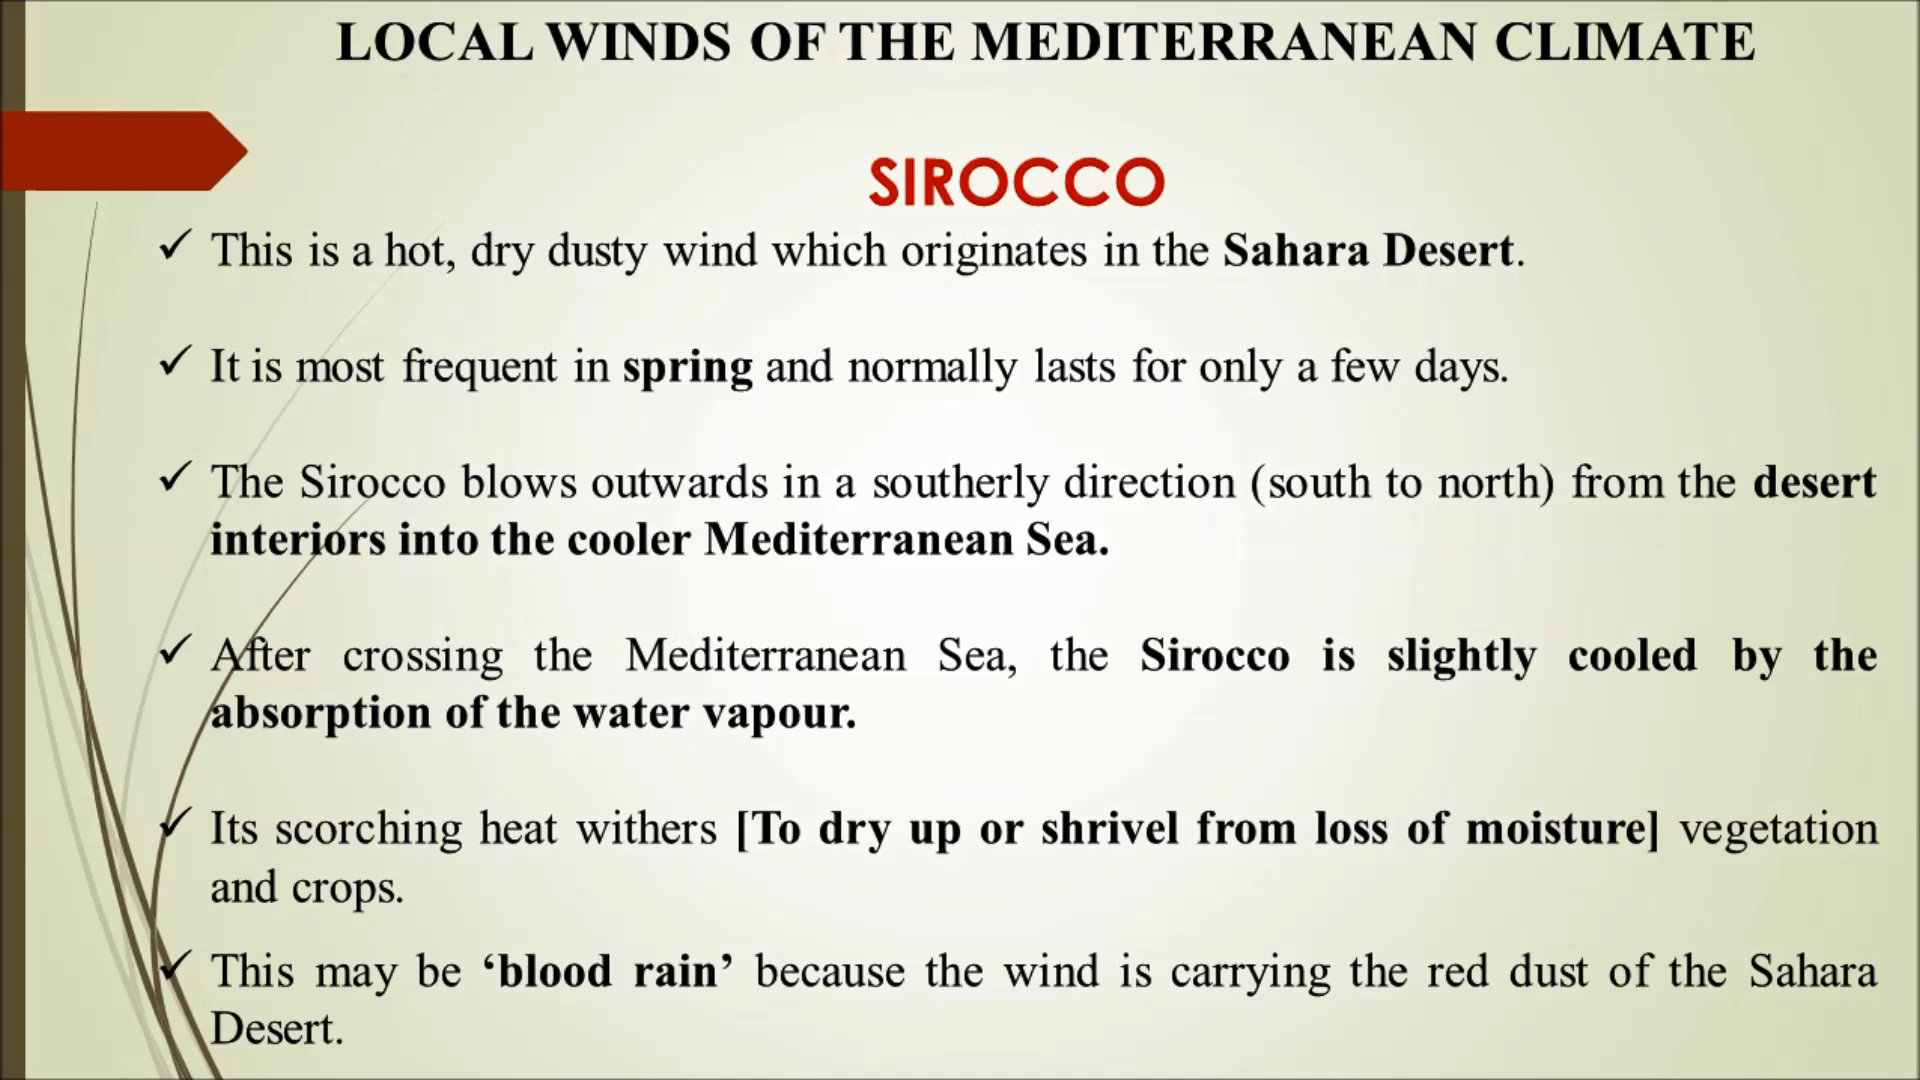 LOCAL WINDS OF THE MEDITERRANEAN CLIMATE
SIROCCO
✓ This is a hot, dry dusty wind which originates in the Sahara Desert.
✓ It is most frequent in spring and normally lasts for only a few days.
✓ The Sirocco blows outwards in a southerly direction (south to north) from the desert
interiors into the cooler Mediterranean Sea.
✓ After crossing the Mediterranean Sea, the Sirocco is slightly cooled by the
absorption of the water vapour.
✓ Its scorching heat withers [To dry up or shrivel from loss of moisture] vegetation
and crops.
✓ This may be ‘blood rain’ because the wind is carrying the red dust of the Sahara
Desert.